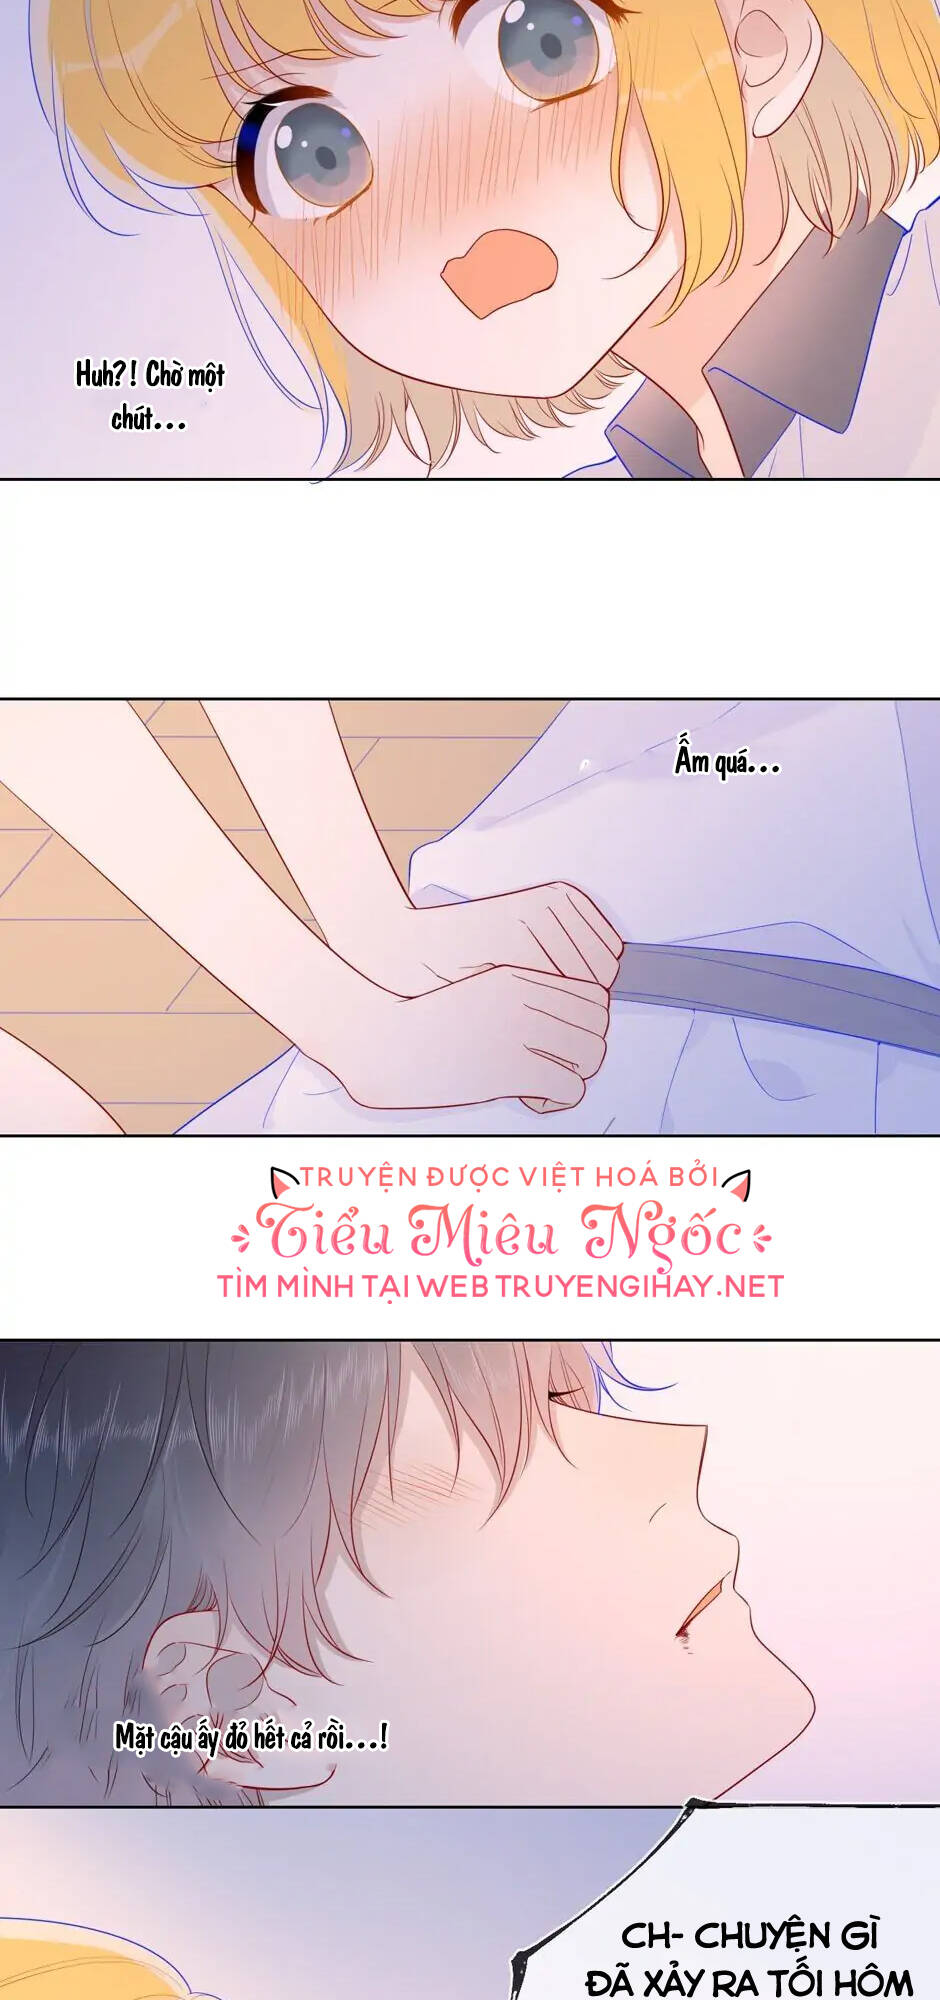 Huh?! Chờ một
chút...
Ấm quá...
TRUYỆN ĐƯỢC VIỆT HOÁ BỞI
Tiểu Miêu Ngốc
TÌM MÌNH TẠI WEB TRUYENGIHAY.NET
Mặt cậu ấy đỏ hết cả rồi...!
CH- CHUYỆN GÌ
ĐÃ XẢY RA TỐI HÔM